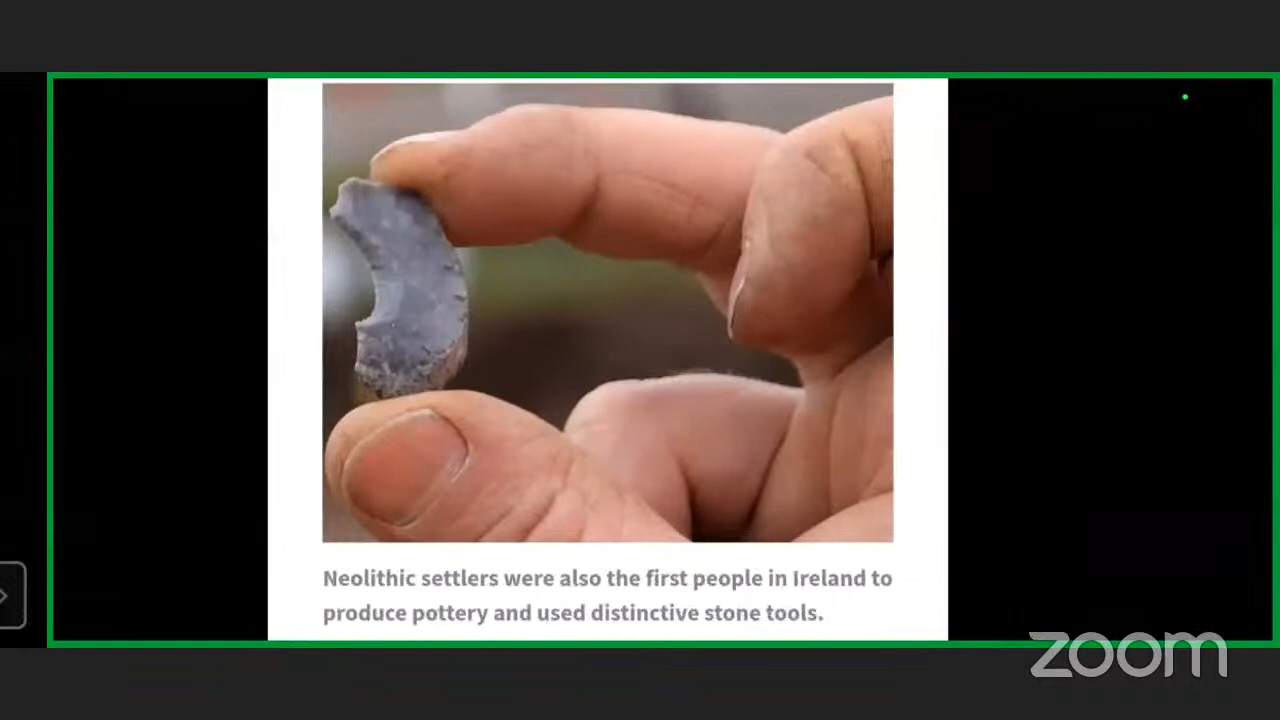 Neolithic settlers were also the first people in Ireland to
produce pottery and used distinctive stone tools.
zoom